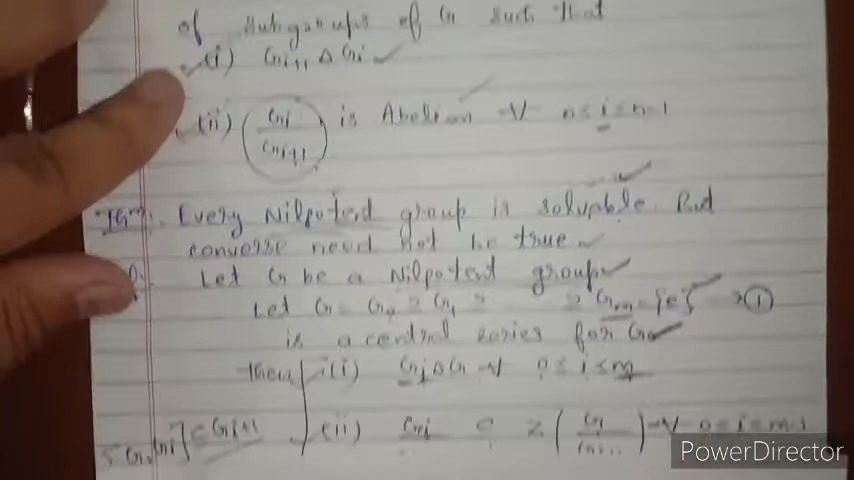 of subgroups of G such that
(i) Gi+1 Δ Gi
(ii) (Gi / Gi+1) is Abelian ∀ 0 ≤ i ≤ n-1
Thm: Every Nilpotent group is solvable. But
converse need not be true
Let G be a Nilpotent group
Let G = G0 ⊇ G1 ⊇ ⊇ Gm = {e} → ①
is a central series for G
Then (i) Gi Δ G ∀ 0 ≤ i ≤ m
[G, Gi] ⊆ Gi+1 (ii) Gi ⊆ Z(G / Gi+1) ∀ 0 ≤ i ≤ m-1
PowerDirector